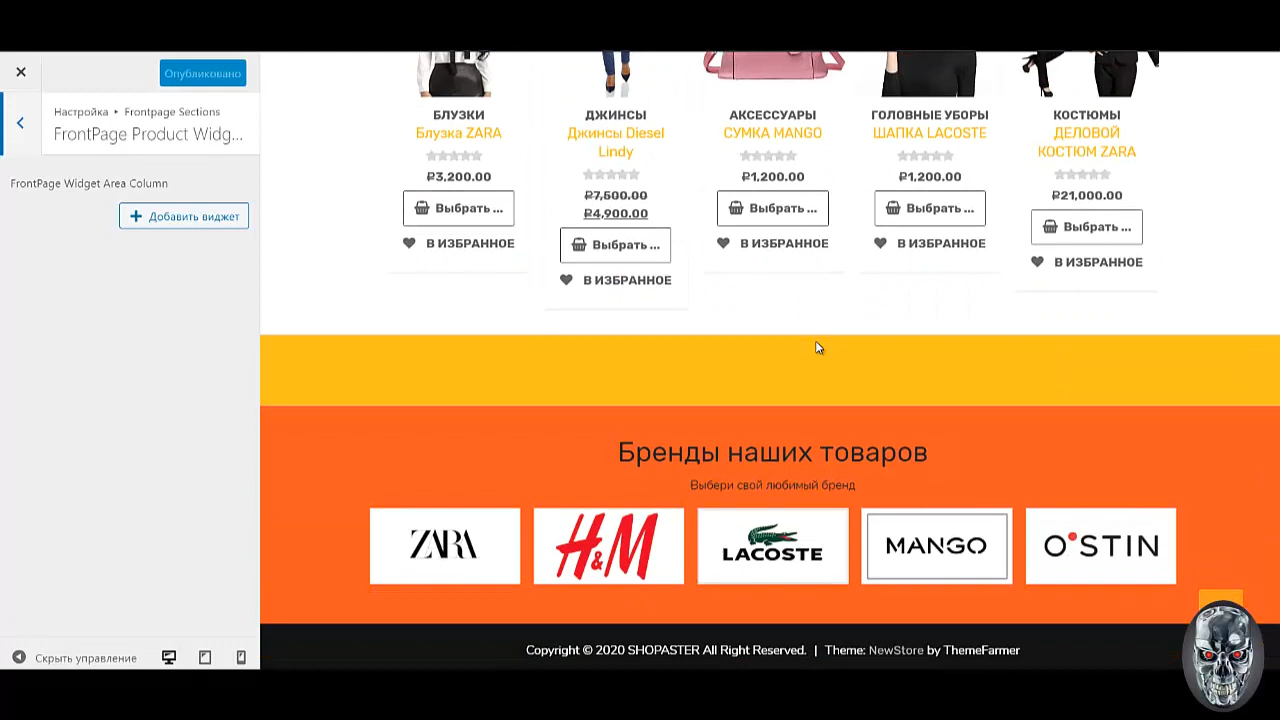 Опубликовано
Настройка ▸ Frontpage Sections
FrontPage Product Widg...
FrontPage Widget Area Column
Добавить виджет
Скрыть управление
БЛУЗКИ
Блузка ZARA
₽3,200.00
Выбрать ...
В ИЗБРАННОЕ
ДЖИНСЫ
Джинсы Diesel
Lindy
₽7,500.00
₽4,900.00
Выбрать ...
В ИЗБРАННОЕ
АКСЕССУАРЫ
СУМКА MANGO
₽1,200.00
Выбрать ...
В ИЗБРАННОЕ
ГОЛОВНЫЕ УБОРЫ
ШАПКА LACOSTE
₽1,200.00
Выбрать ...
В ИЗБРАННОЕ
КОСТЮМЫ
ДЕЛОВОЙ
КОСТЮМ ZARA
₽21,000.00
Выбрать ...
В ИЗБРАННОЕ
Бренды наших товаров
Выбери свой любимый бренд
ZARA
H&M
LACOSTE
MANGO
O'STIN
Copyright © 2020 SHOPASTER All Right Reserved. | Theme: NewStore by ThemeFarmer